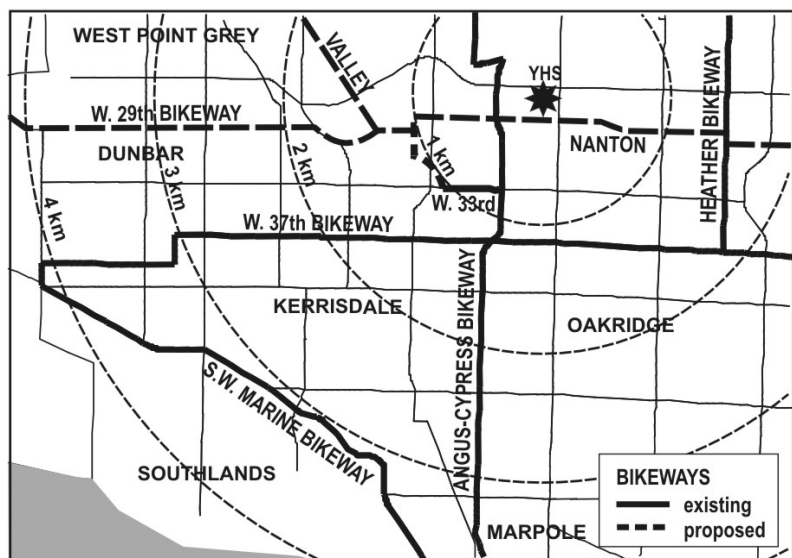 WEST POINT GREY
VALLEY
YHS
W. 29th BIKEWAY
DUNBAR
NANTON
HEATHER BIKEWAY
1 km
2 km
3 km
4 km
W. 33rd
W. 37th BIKEWAY
KERRISDALE
ANGUS-CYPRESS BIKEWAY
OAKRIDGE
S.W. MARINE BIKEWAY
SOUTHLANDS
MARPOLE
BIKEWAYS
existing
proposed